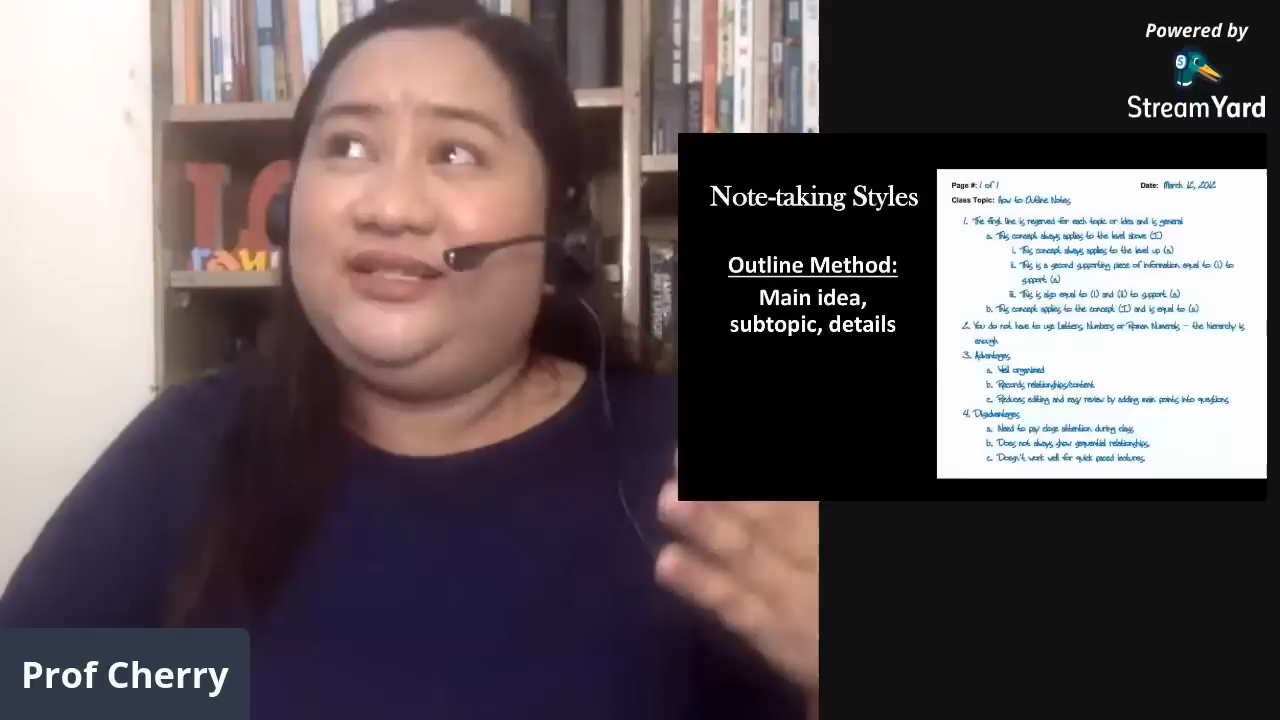 Powered by
StreamYard
Note-taking Styles
Outline Method:
Main idea,
subtopic, details
Page #: 1 of 1
Date: March 12, 2012
Class Topic: How to Outline Notes
1. The first line is reserved for each topic or idea and is general
a. This concept always applies to the level above (I)
i. This concept always applies to the level up (a)
ii. This is a second supporting piece of information equal to (i) to
support (a)
iii. This is also equal to (i) and (ii) to support (a)
b. This concept applies to the concept (I) and is equal to (a)
2. You do not have to use Letters, Numbers or Roman Numerals – the hierarchy is
enough
3. Advantages
a. Well organized
b. Records relationships/content
c. Reduces editing and easy review by adding main points into questions
4. Disadvantages
a. Need to pay close attention during class
b. Does not always show sequential relationships
c. Doesn't work well for quick paced lectures
Prof Cherry